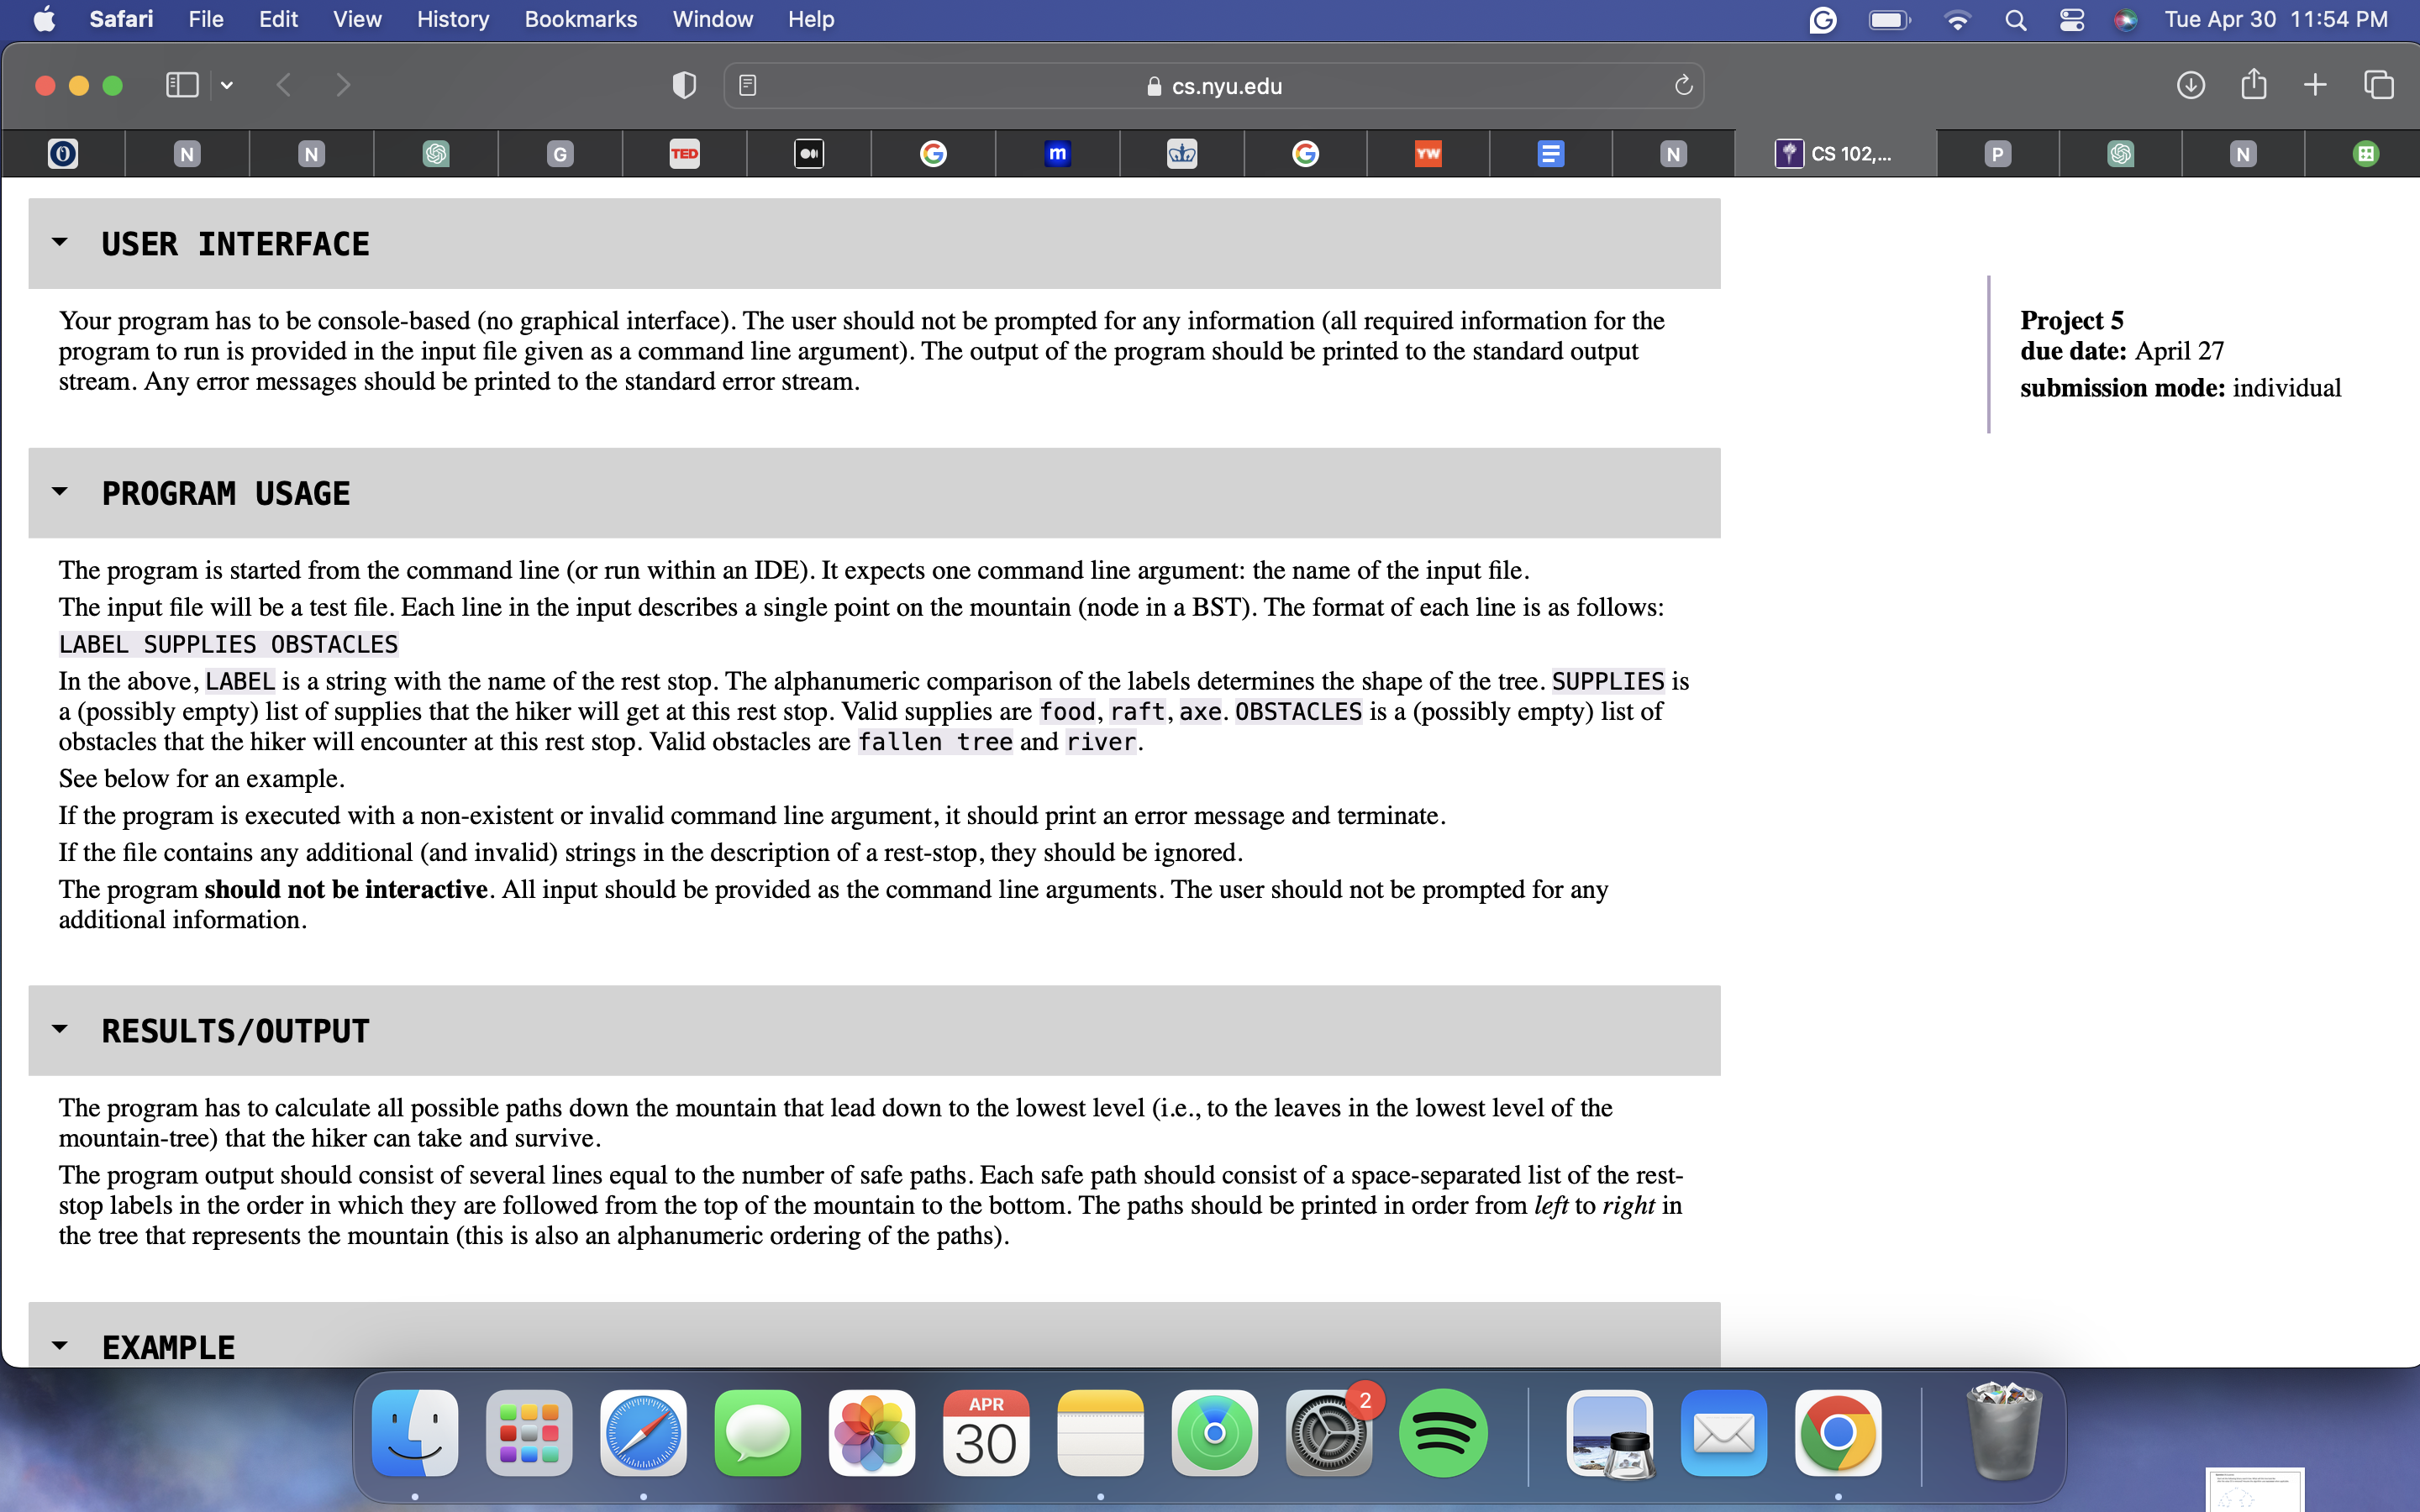 Safari File Edit View History Bookmarks Window Help Tue Apr 30 11:54 PM
cs.nyu.edu
N N G TED m YW N CS 102,... P N
USER INTERFACE
Your program has to be console-based (no graphical interface). The user should not be prompted for any information (all required information for the
program to run is provided in the input file given as a command line argument). The output of the program should be printed to the standard output
stream. Any error messages should be printed to the standard error stream.
Project 5
due date: April 27
submission mode: individual
PROGRAM USAGE
The program is started from the command line (or run within an IDE). It expects one command line argument: the name of the input file.
The input file will be a test file. Each line in the input describes a single point on the mountain (node in a BST). The format of each line is as follows:
LABEL SUPPLIES OBSTACLES
In the above, LABEL is a string with the name of the rest stop. The alphanumeric comparison of the labels determines the shape of the tree. SUPPLIES is
a (possibly empty) list of supplies that the hiker will get at this rest stop. Valid supplies are food, raft, axe. OBSTACLES is a (possibly empty) list of
obstacles that the hiker will encounter at this rest stop. Valid obstacles are fallen tree and river.
See below for an example.
If the program is executed with a non-existent or invalid command line argument, it should print an error message and terminate.
If the file contains any additional (and invalid) strings in the description of a rest-stop, they should be ignored.
The program should not be interactive. All input should be provided as the command line arguments. The user should not be prompted for any
additional information.
RESULTS/OUTPUT
The program has to calculate all possible paths down the mountain that lead down to the lowest level (i.e., to the leaves in the lowest level of the
mountain-tree) that the hiker can take and survive.
The program output should consist of several lines equal to the number of safe paths. Each safe path should consist of a space-separated list of the rest-
stop labels in the order in which they are followed from the top of the mountain to the bottom. The paths should be printed in order from left to right in
the tree that represents the mountain (this is also an alphanumeric ordering of the paths).
EXAMPLE
APR
30
2